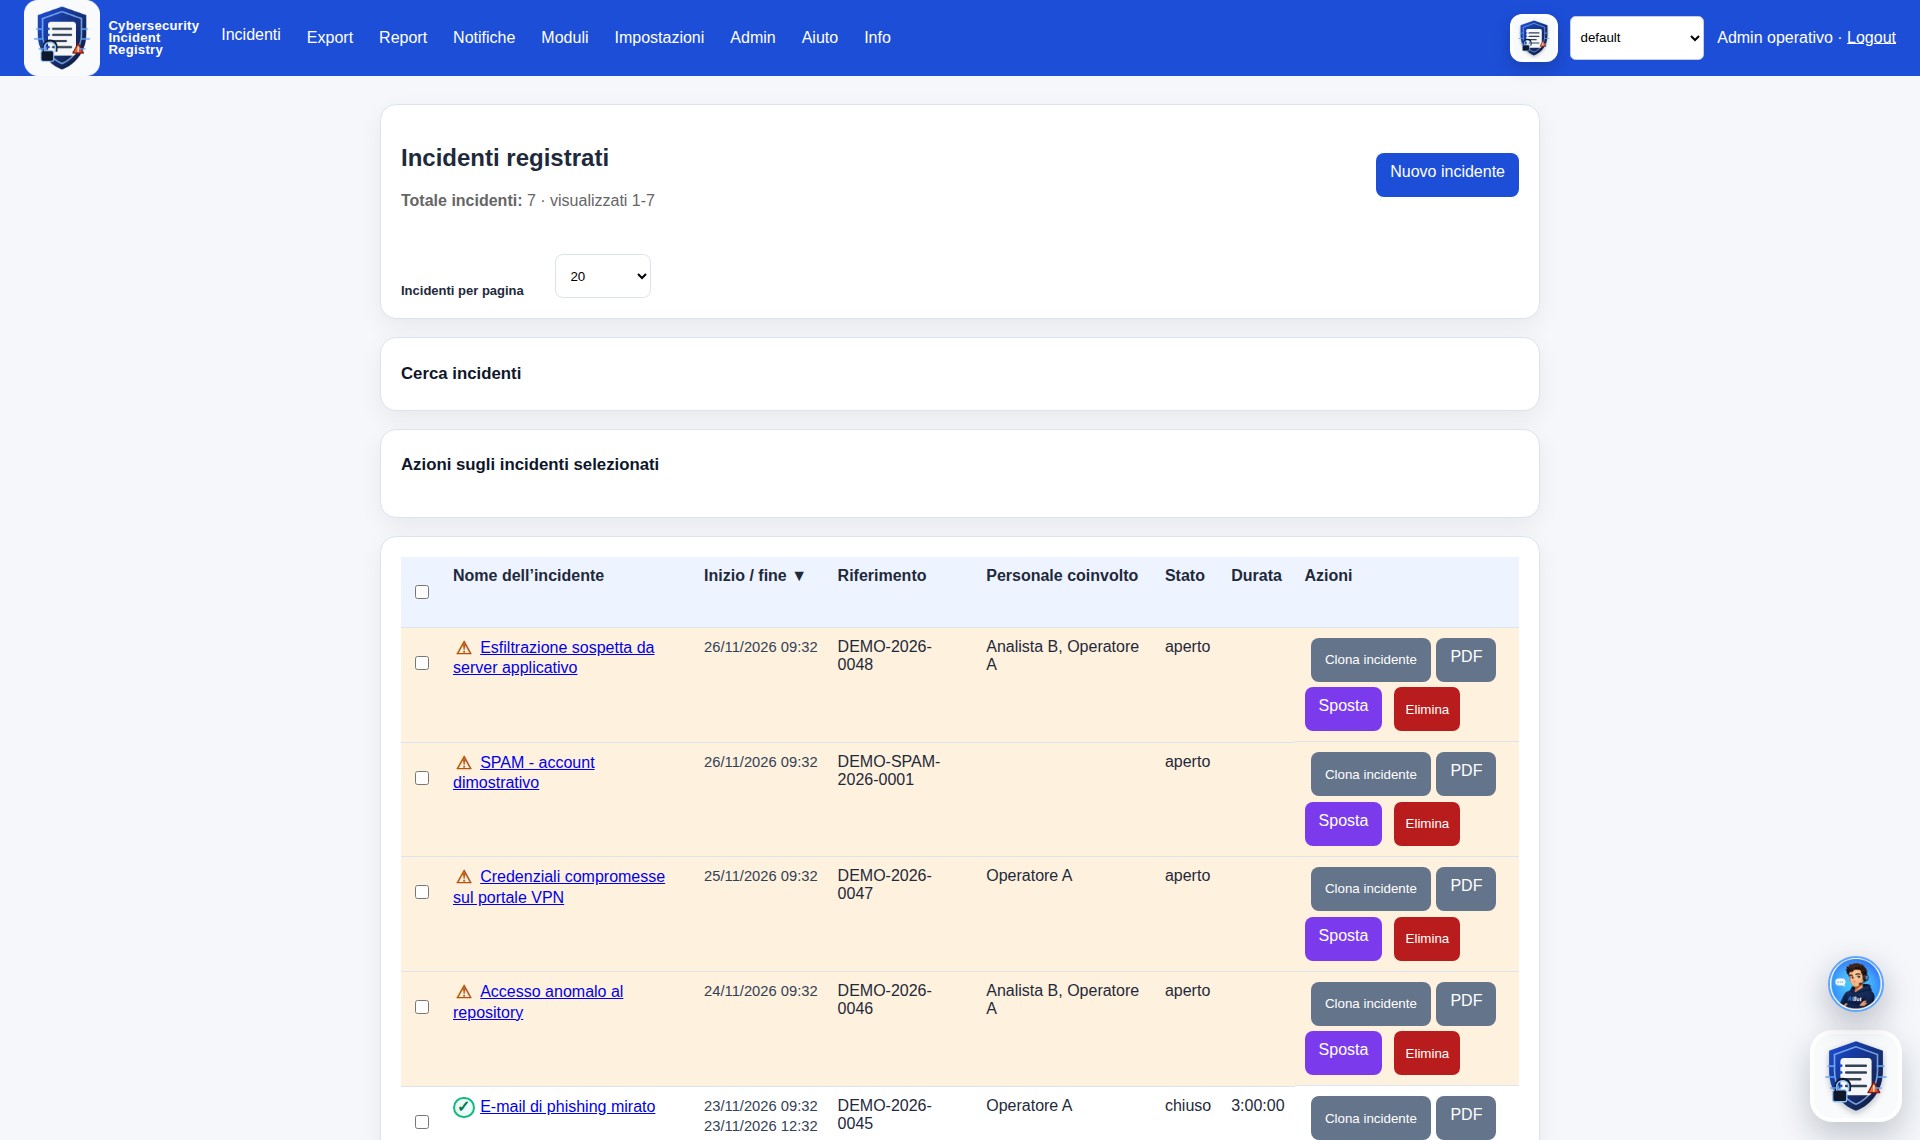 Cybersecurity
Incident
Registry
Incidenti Export Report Notifiche Moduli Impostazioni Admin Aiuto Info
default
Admin operativo · Logout
Incidenti registrati
Nuovo incidente
Totale incidenti: 7 · visualizzati 1-7
Incidenti per pagina 20
Cerca incidenti
Azioni sugli incidenti selezionati
Nome dell’incidente Inizio / fine ▼ Riferimento Personale coinvolto Stato Durata Azioni
Esfiltrazione sospetta da
server applicativo
26/11/2026 09:32
DEMO-2026-
0048
Analista B, Operatore
A
aperto
Clona incidente PDF
Sposta Elimina
SPAM - account
dimostrativo
26/11/2026 09:32
DEMO-SPAM-
2026-0001
aperto
Clona incidente PDF
Sposta Elimina
Credenziali compromesse
sul portale VPN
25/11/2026 09:32
DEMO-2026-
0047
Operatore A
aperto
Clona incidente PDF
Sposta Elimina
Accesso anomalo al
repository
24/11/2026 09:32
DEMO-2026-
0046
Analista B, Operatore
A
aperto
Clona incidente PDF
Sposta Elimina
E-mail di phishing mirato
23/11/2026 09:32
23/11/2026 12:32
DEMO-2026-
0045
Operatore A
chiuso
3:00:00
Clona incidente PDF